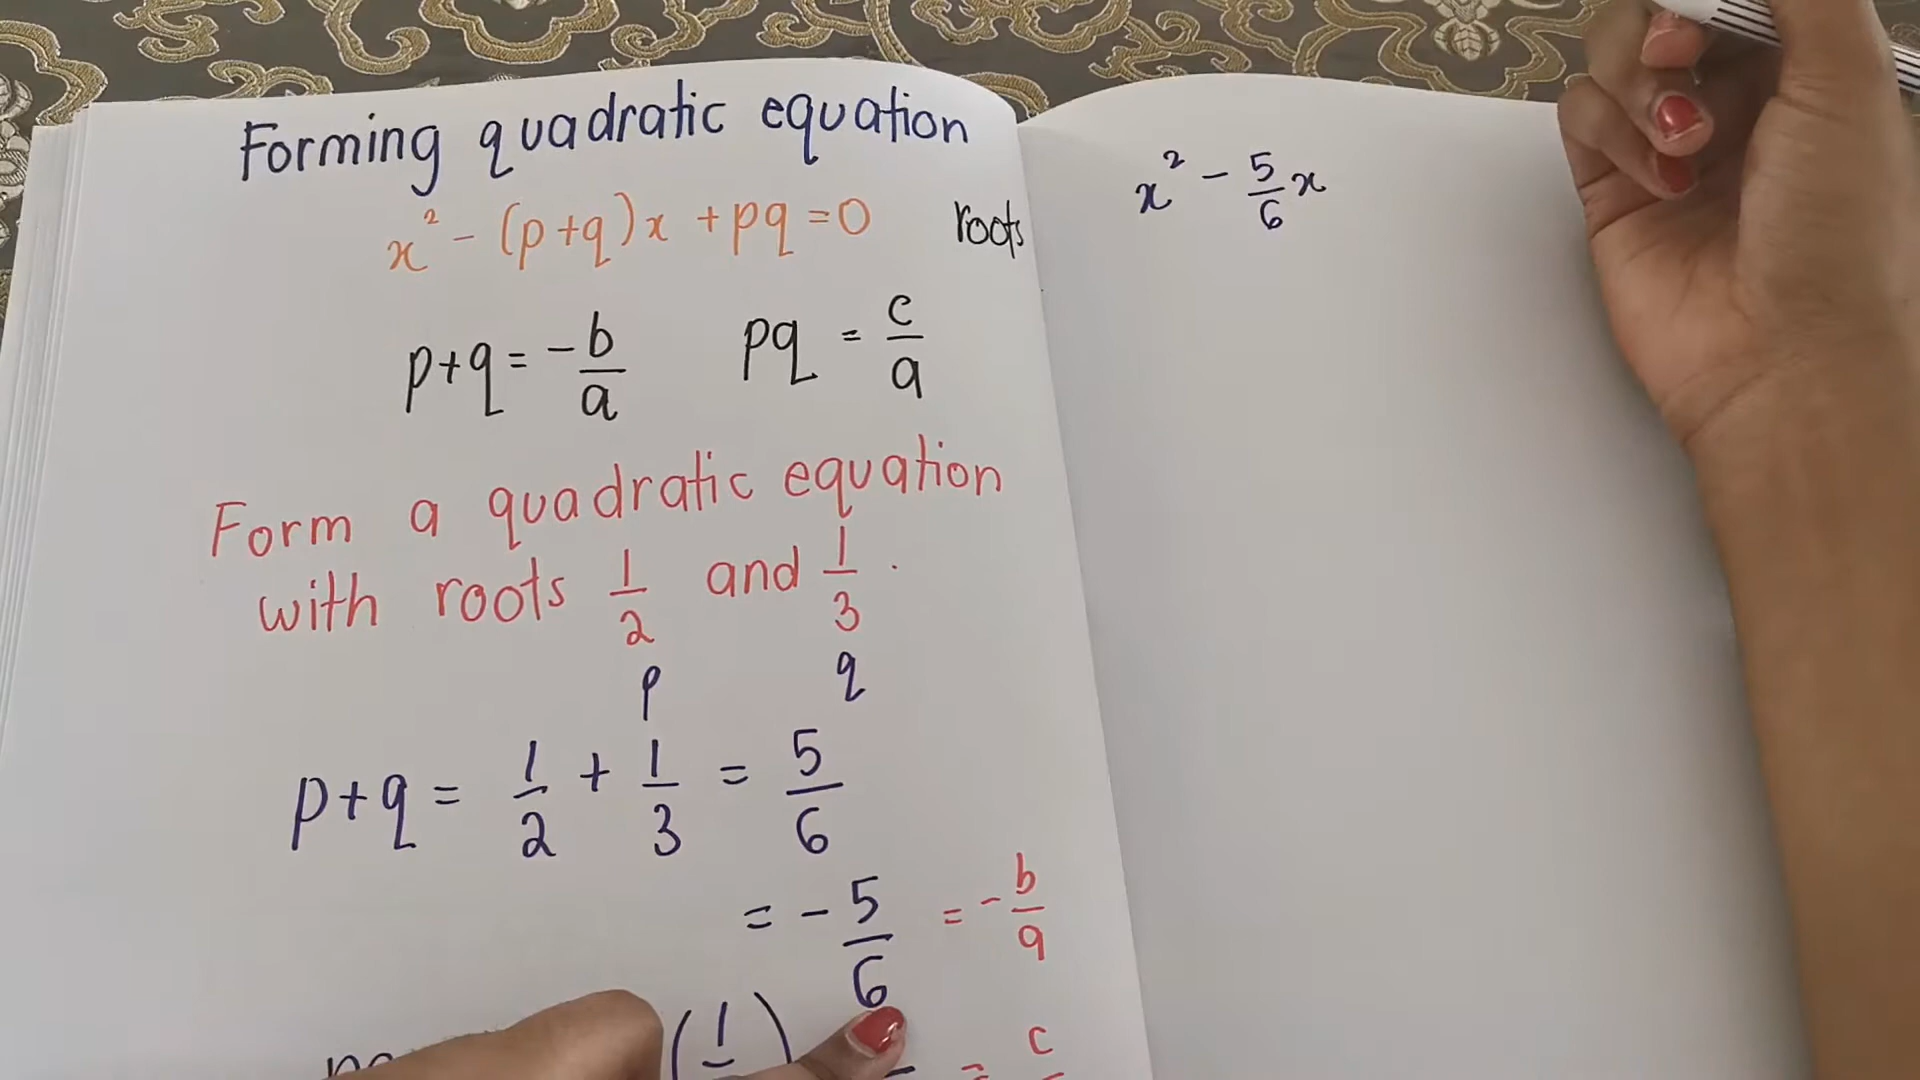 Forming quadratic equation
x² - (p+q)x + pq = 0 roots
p+q = -b/a pq = c/a
Form a quadratic equation
with roots 1/2 and 1/3 .
p q
p+q = 1/2 + 1/3 = 5/6
= -5/6 = -b/a
(1 ) = c
x² - 5/6 x